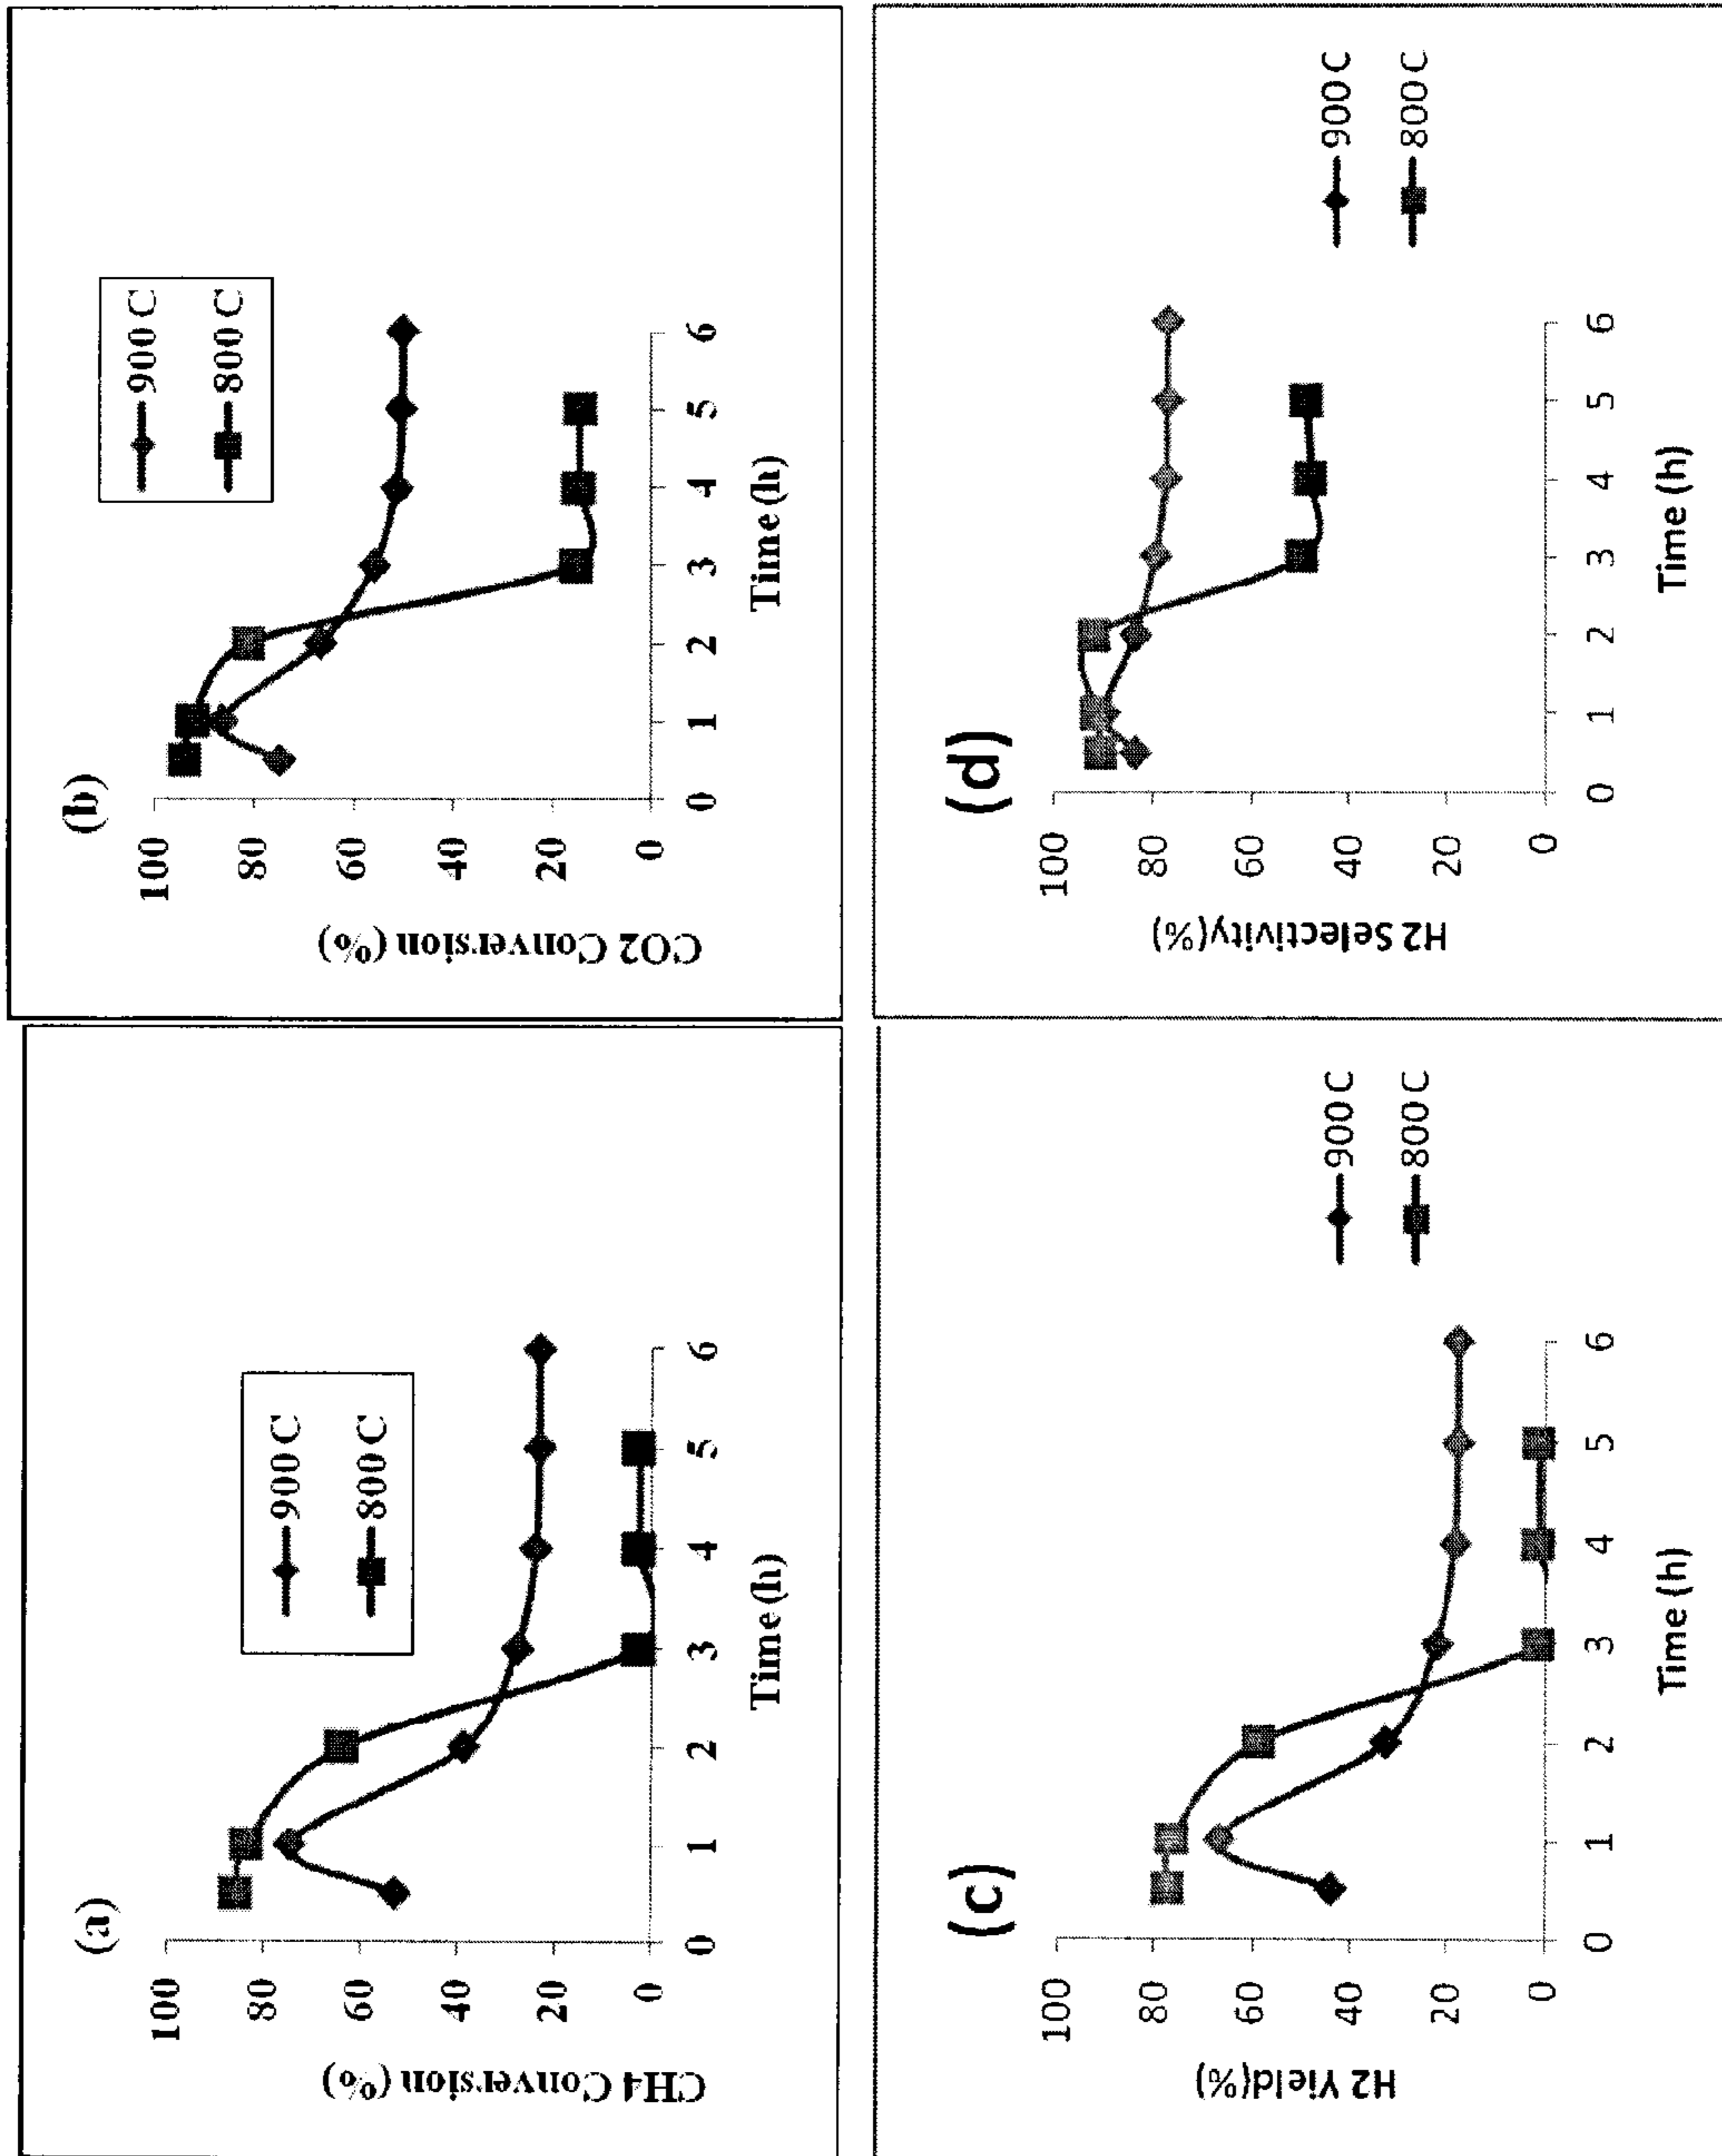 (a)
CH4 Conversion (%)
100
80
60
40
20
0
0 1 2 3 4 5 6
Time (h)
900 C
800 C
(b)
CO2 Conversion (%)
100
80
60
40
20
0
0 1 2 3 4 5 6
Time (h)
900 C
800 C
(c)
H2 Yield(%)
100
80
60
40
20
0
0 1 2 3 4 5 6
Time (h)
900 C
800 C
(d)
H2 Selectivity(%)
100
80
60
40
20
0
0 1 2 3 4 5 6
Time (h)
900 C
800 C